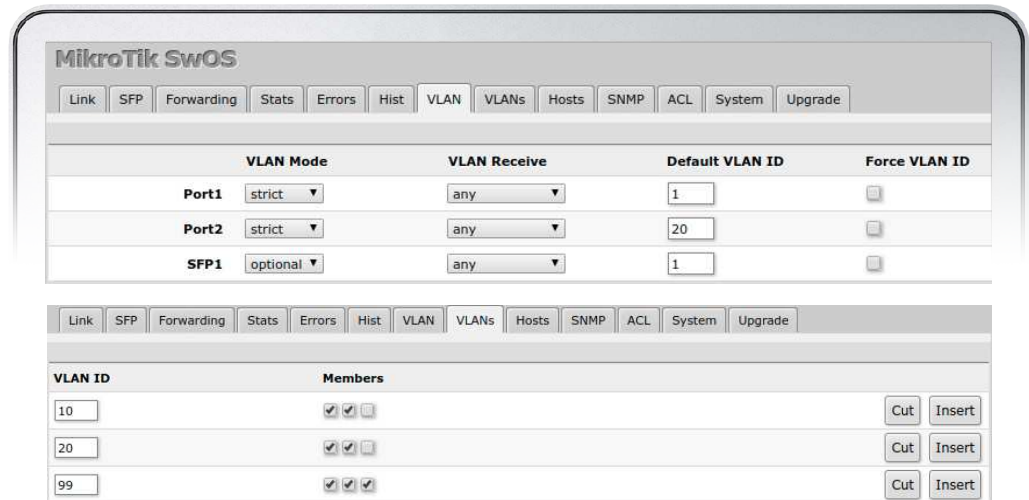 MikroTik SwOS
Link SFP Forwarding Stats Errors Hist VLAN VLANs Hosts SNMP ACL System Upgrade
VLAN Mode VLAN Receive Default VLAN ID Force VLAN ID
Port1 strict any 1
Port2 strict any 20
SFP1 optional any 1
Link SFP Forwarding Stats Errors Hist VLAN VLANs Hosts SNMP ACL System Upgrade
VLAN ID Members
10 Cut Insert
20 Cut Insert
99 Cut Insert